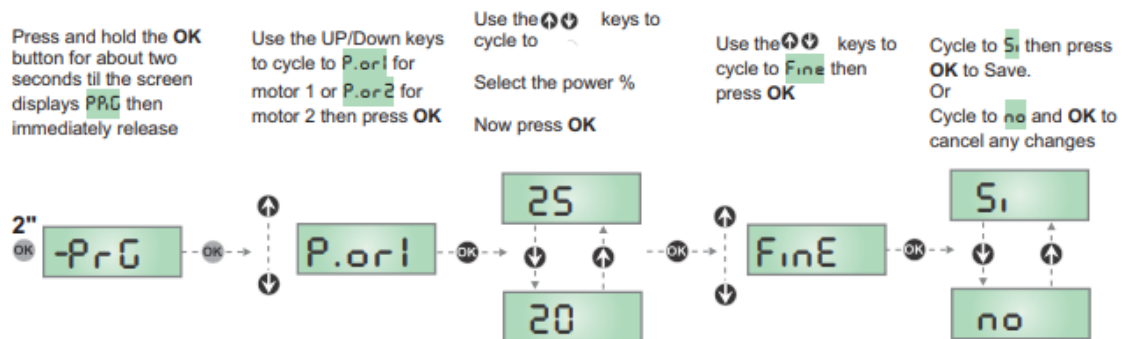 Press and hold the OK
button for about two
seconds til the screen
displays PRG then
immediately release
Use the UP/Down keys
to cycle to P.or1 for
motor 1 or P.or2 for
motor 2 then press OK
Use the keys to
cycle to
Select the power %
Now press OK
Use the keys to
cycle to Fine then
press OK
Cycle to Si then press
OK to Save.
Or
Cycle to no and OK to
cancel any changes
2"
OK
-PrG
OK
P.or1
OK
25
20
OK
FinE
OK
Si
no